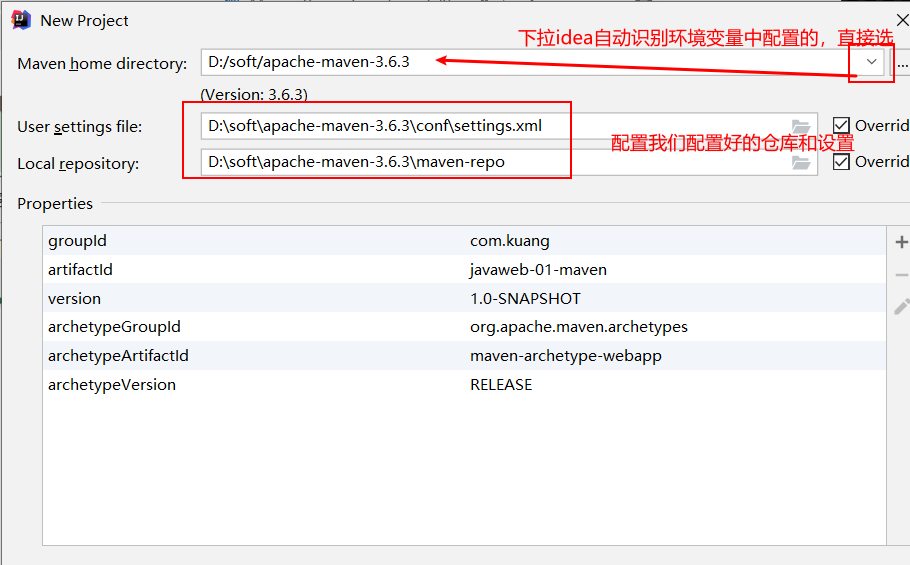 New Project
下拉idea自动识别环境变量中配置的，直接选
Maven home directory: D:/soft/apache-maven-3.6.3
(Version: 3.6.3)
User settings file: D:\soft\apache-maven-3.6.3\conf\settings.xml Overrid
配置我们配置好的仓库和设置
Local repository: D:\soft\apache-maven-3.6.3\maven-repo Overrid
Properties
groupId com.kuang
artifactId javaweb-01-maven
version 1.0-SNAPSHOT
archetypeGroupId org.apache.maven.archetypes
archetypeArtifactId maven-archetype-webapp
archetypeVersion RELEASE